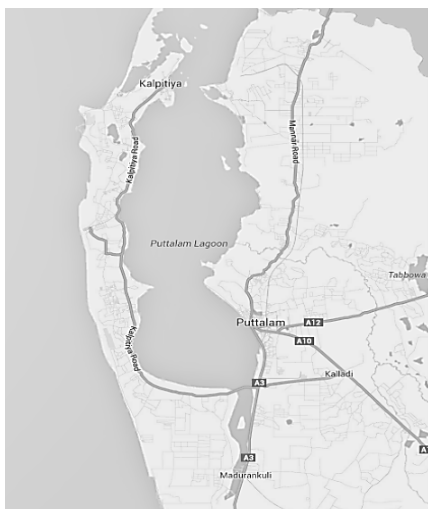 Kalpitiya
Kalpitiya Road
Mannar Road
Puttalam Lagoon
Tabbowa
Puttalam
A12
A10
Kalpitiya Road
Kalladi
A3
A3
Madurankuli